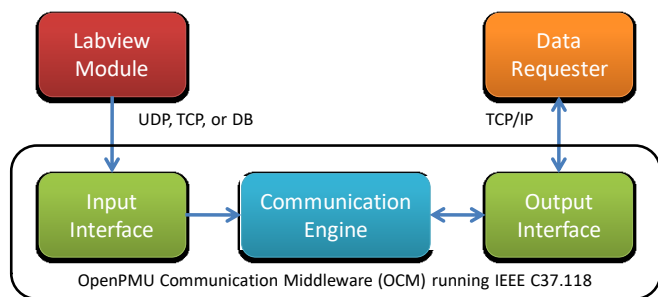 Labview
Module
Data
Requester
UDP, TCP, or DB
TCP/IP
Input
Interface
Communication
Engine
Output
Interface
OpenPMU Communication Middleware (OCM) running IEEE C37.118